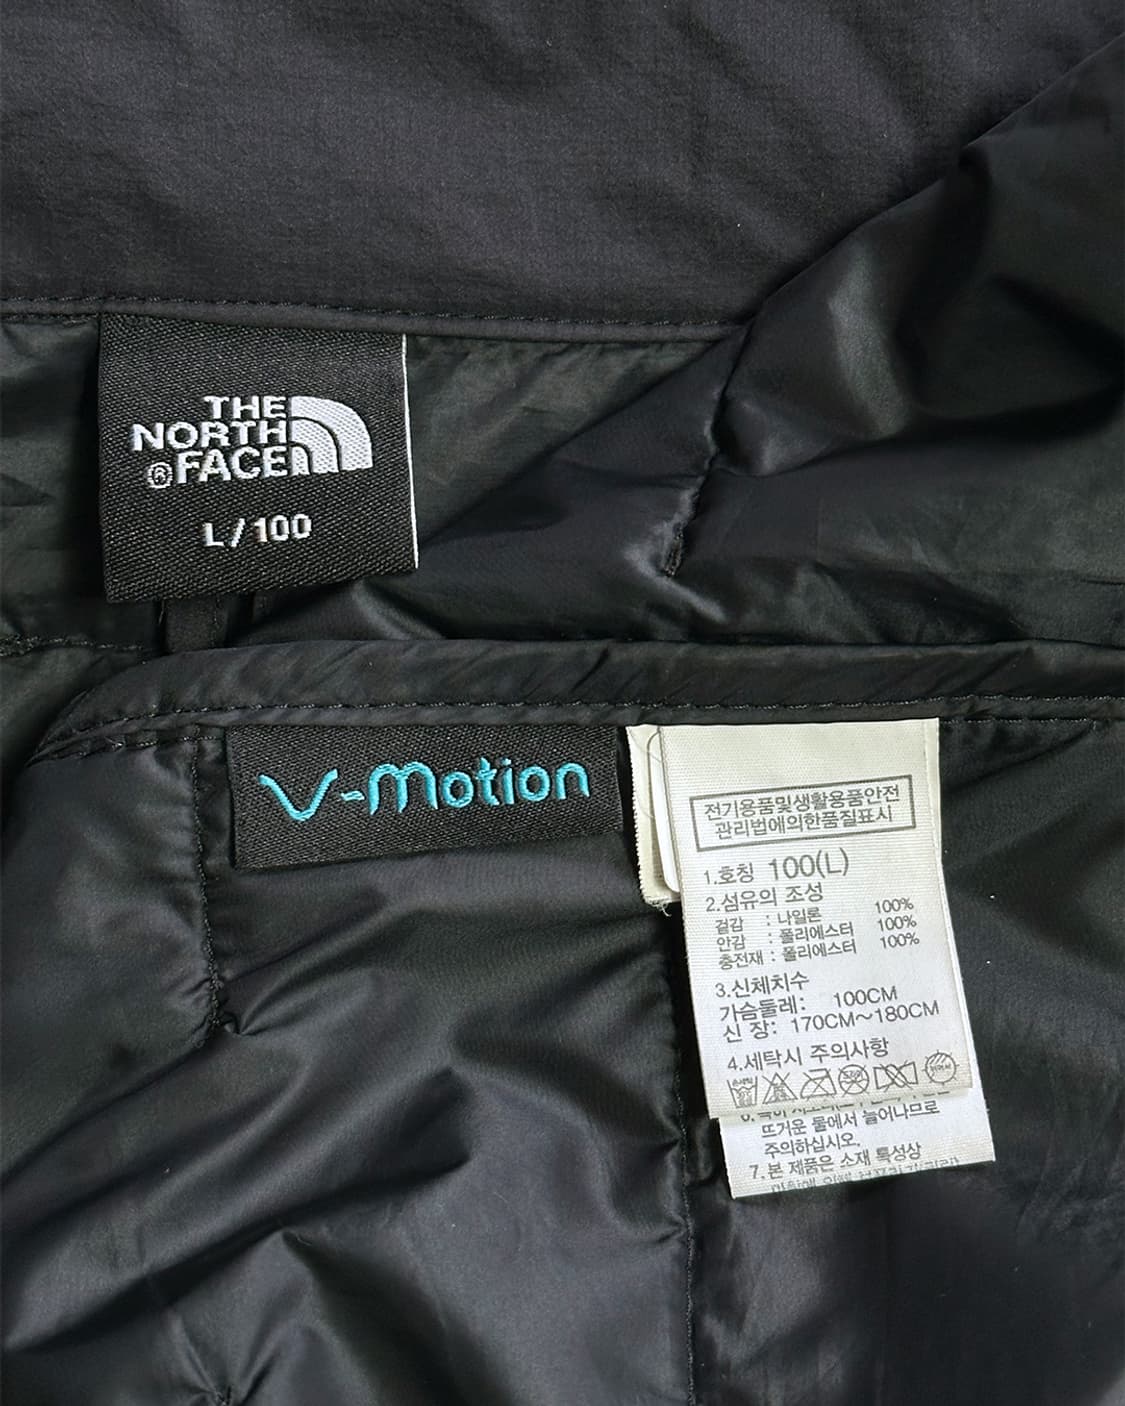 THE
NORTH
®FACE
L/100
V-Motion
전기용품및생활용품안전
관리법에의한품질표시
1.호칭 100(L)
2.섬유의 조성
겉감 : 나일론 100%
안감 : 폴리에스터 100%
충전재 : 폴리에스터 100%
3.신체치수
가슴둘레: 100CM
신 장: 170CM~180CM
4.세탁시 주의사항
뜨거운 물에서 늘어나므로
주의하십시오.
7.본 제품은 소재 특성상